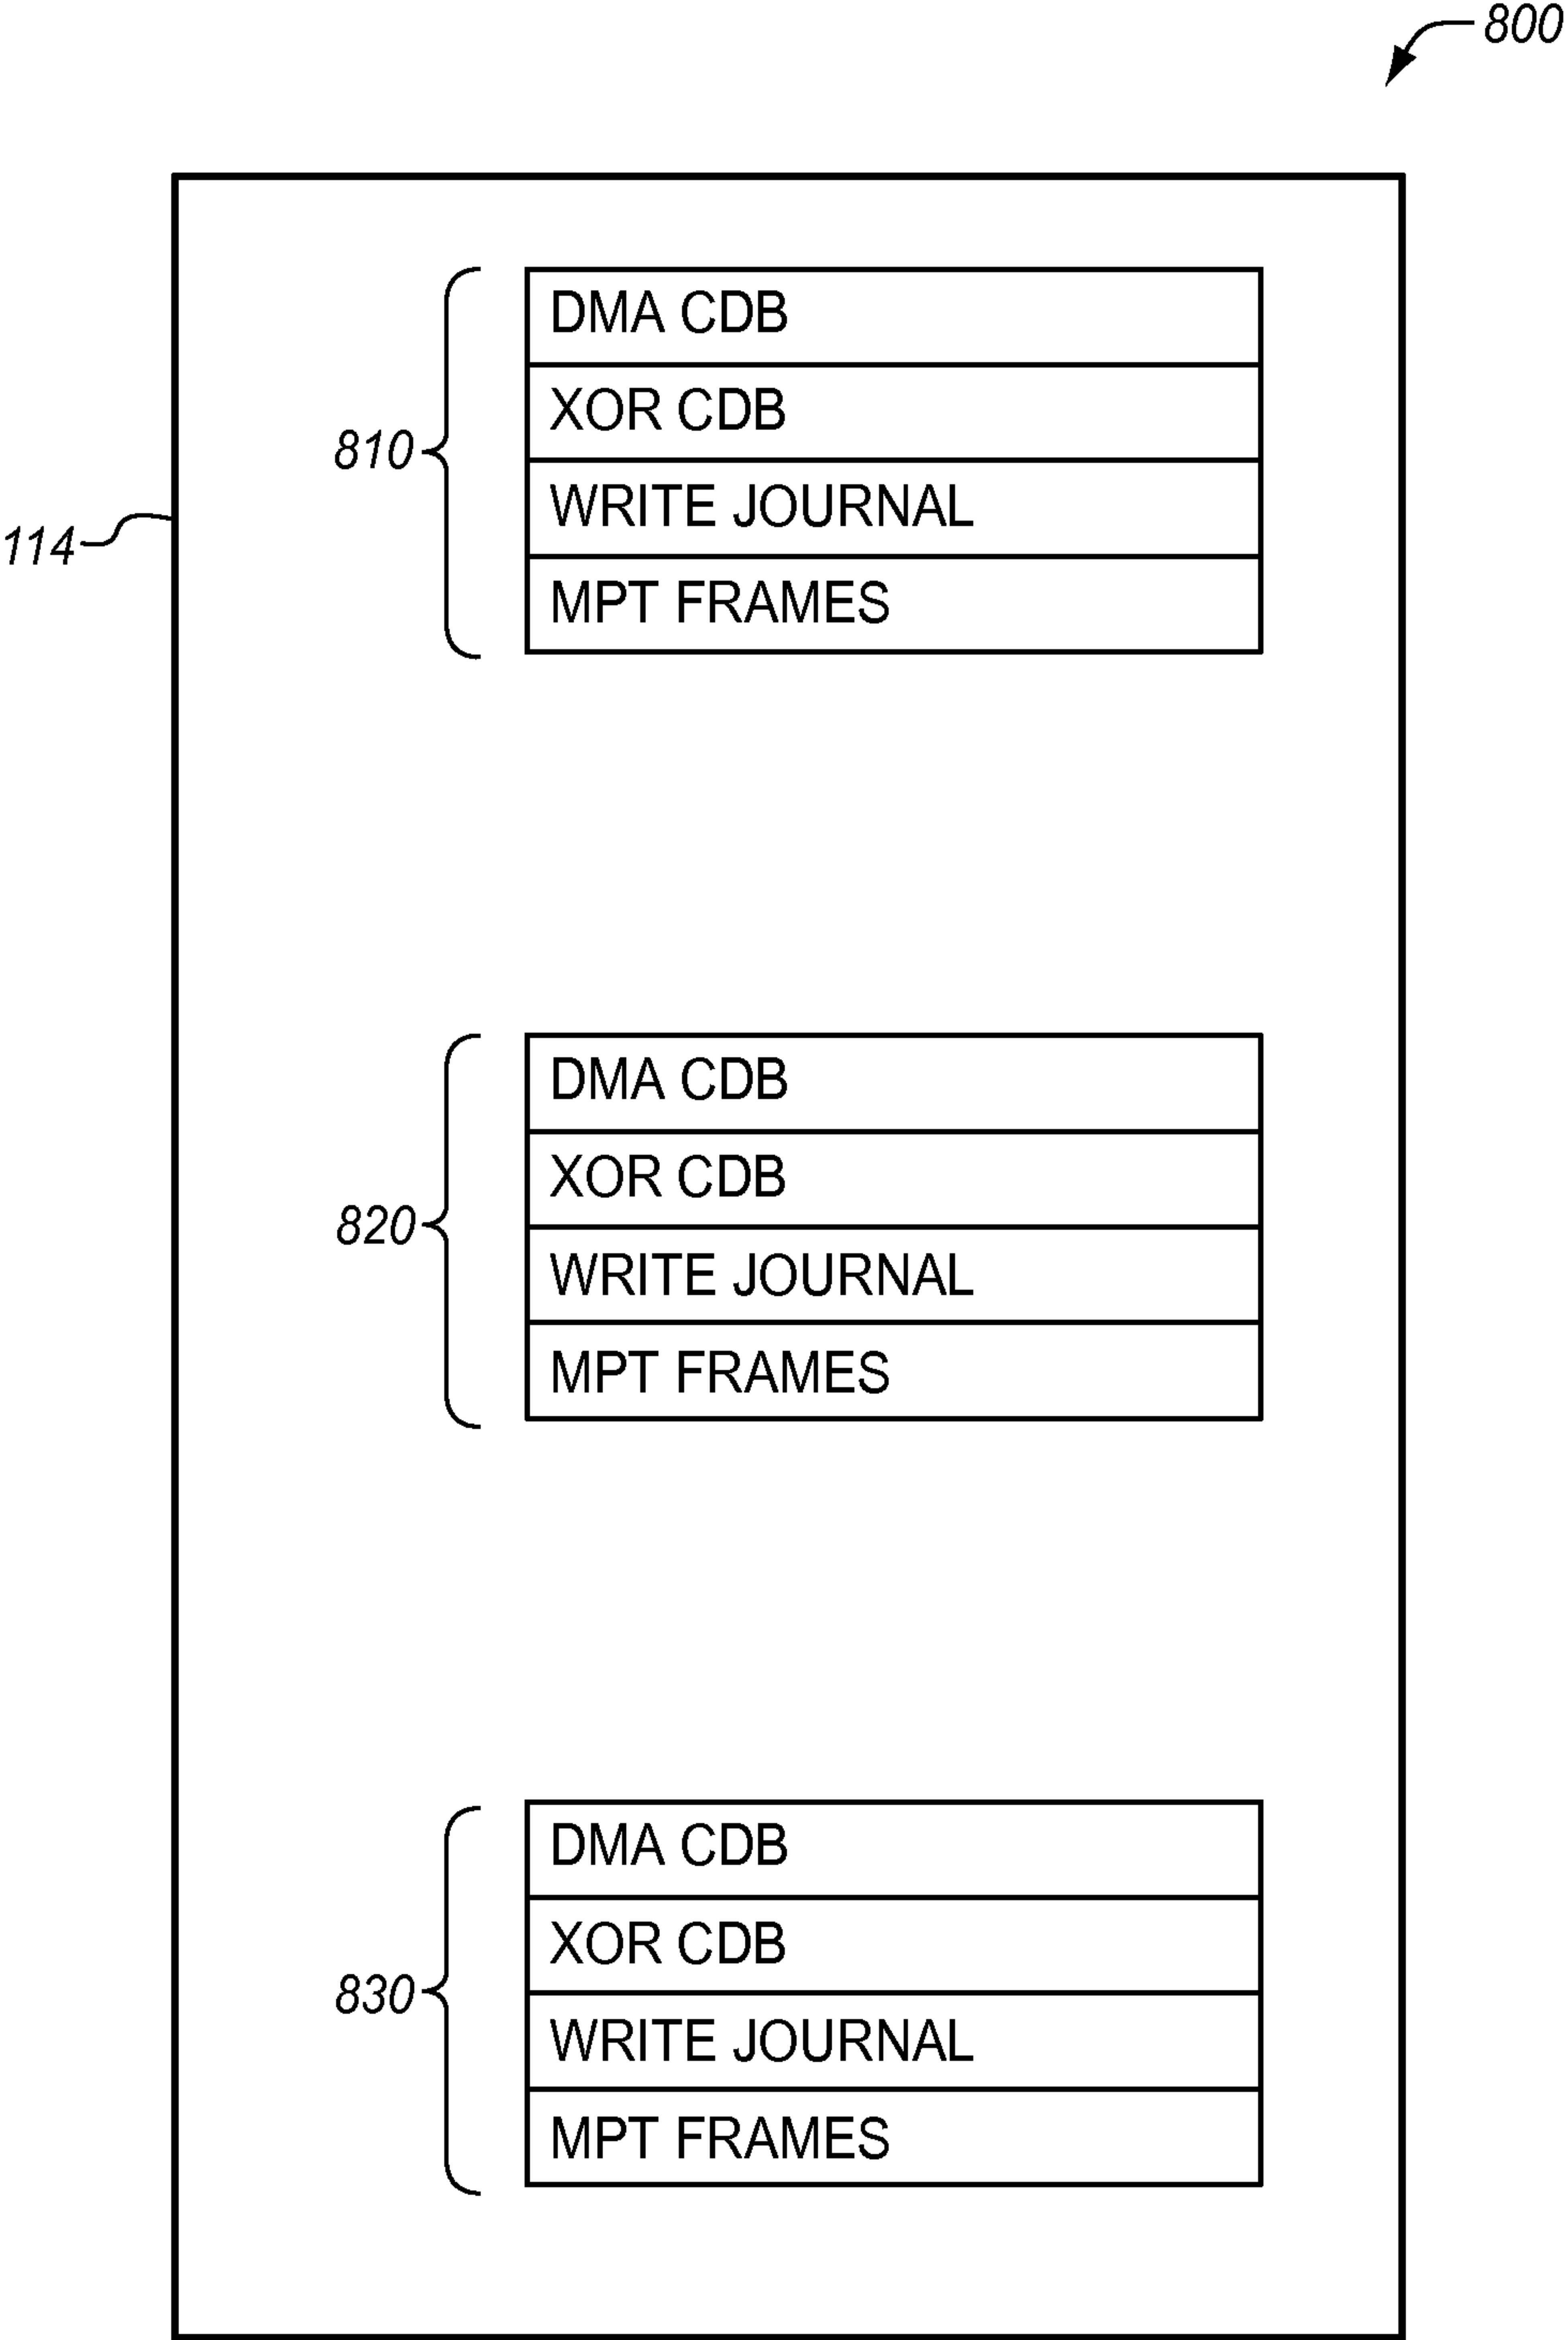 800
DMA CDB
XOR CDB
810
WRITE JOURNAL
114
MPT FRAMES
DMA CDB
XOR CDB
820
WRITE JOURNAL
MPT FRAMES
DMA CDB
XOR CDB
830
WRITE JOURNAL
MPT FRAMES